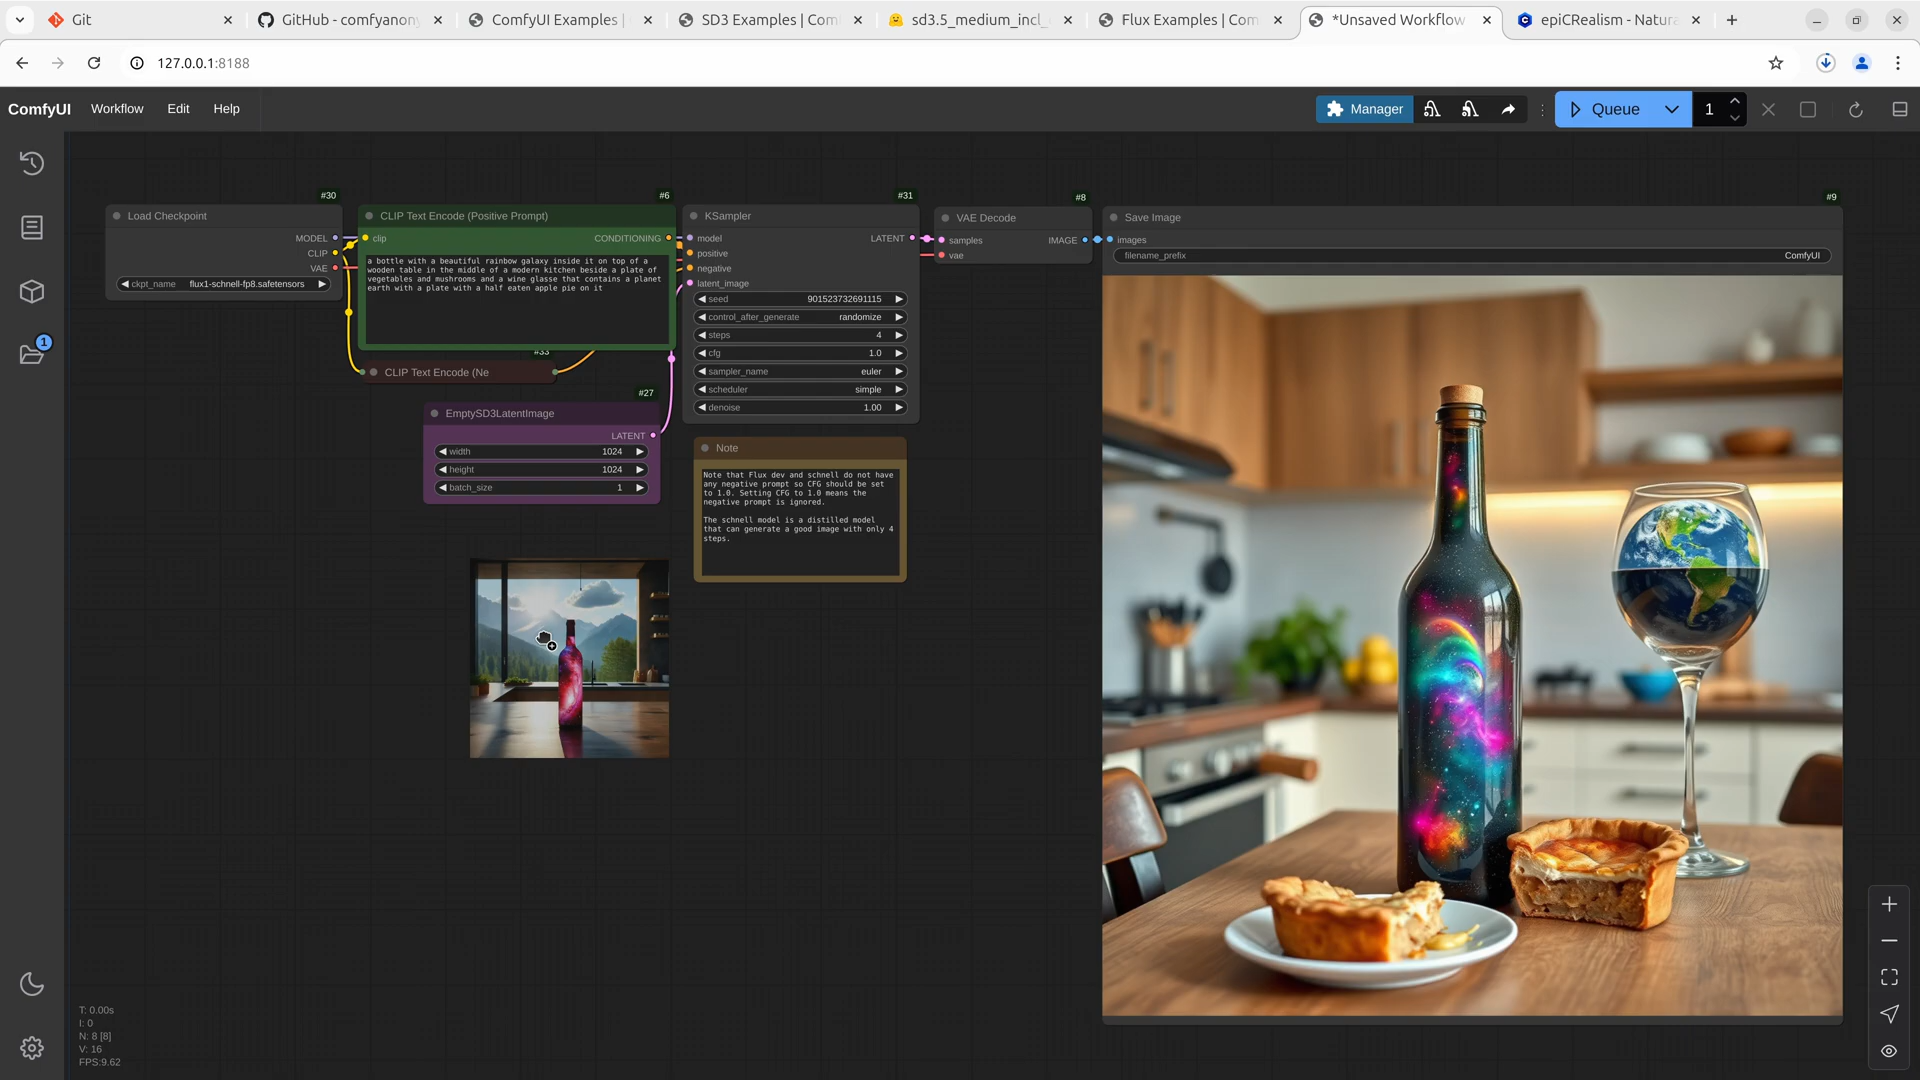 Git
GitHub - comfyanony
ComfyUI Examples |
SD3 Examples | Com
sd3.5_medium_incl_
Flux Examples | Com
*Unsaved Workflow
epiCRealism - Natura
127.0.0.1:8188
ComfyUI
Workflow
Edit
Help
Manager
Queue
1
1
#30
Load Checkpoint
MODEL
CLIP
VAE
ckpt_name flux1-schnell-fp8.safetensors
#6
CLIP Text Encode (Positive Prompt)
clip CONDITIONING
a bottle with a beautiful rainbow galaxy inside it on top of a
wooden table in the middle of a modern kitchen beside a plate of
vegetables and mushrooms and a wine glasse that contains a planet
earth with a plate with a half eaten apple pie on it
#33
CLIP Text Encode (Ne
#27
EmptySD3LatentImage
LATENT
width 1024
height 1024
batch_size 1
#31
KSampler
model LATENT
positive
negative
latent_image
seed 901523732691115
control_after_generate randomize
steps 4
cfg 1.0
sampler_name euler
scheduler simple
denoise 1.00
Note
Note that Flux dev and schnell do not have
any negative prompt so CFG should be set
to 1.0. Setting CFG to 1.0 means the
negative prompt is ignored.
The schnell model is a distilled model
that can generate a good image with only 4
steps.
#8
VAE Decode
samples IMAGE
vae
#9
Save Image
images
filename_prefix ComfyUI
T: 0.00s
I: 0
N: 8 [8]
V: 16
FPS:9.62